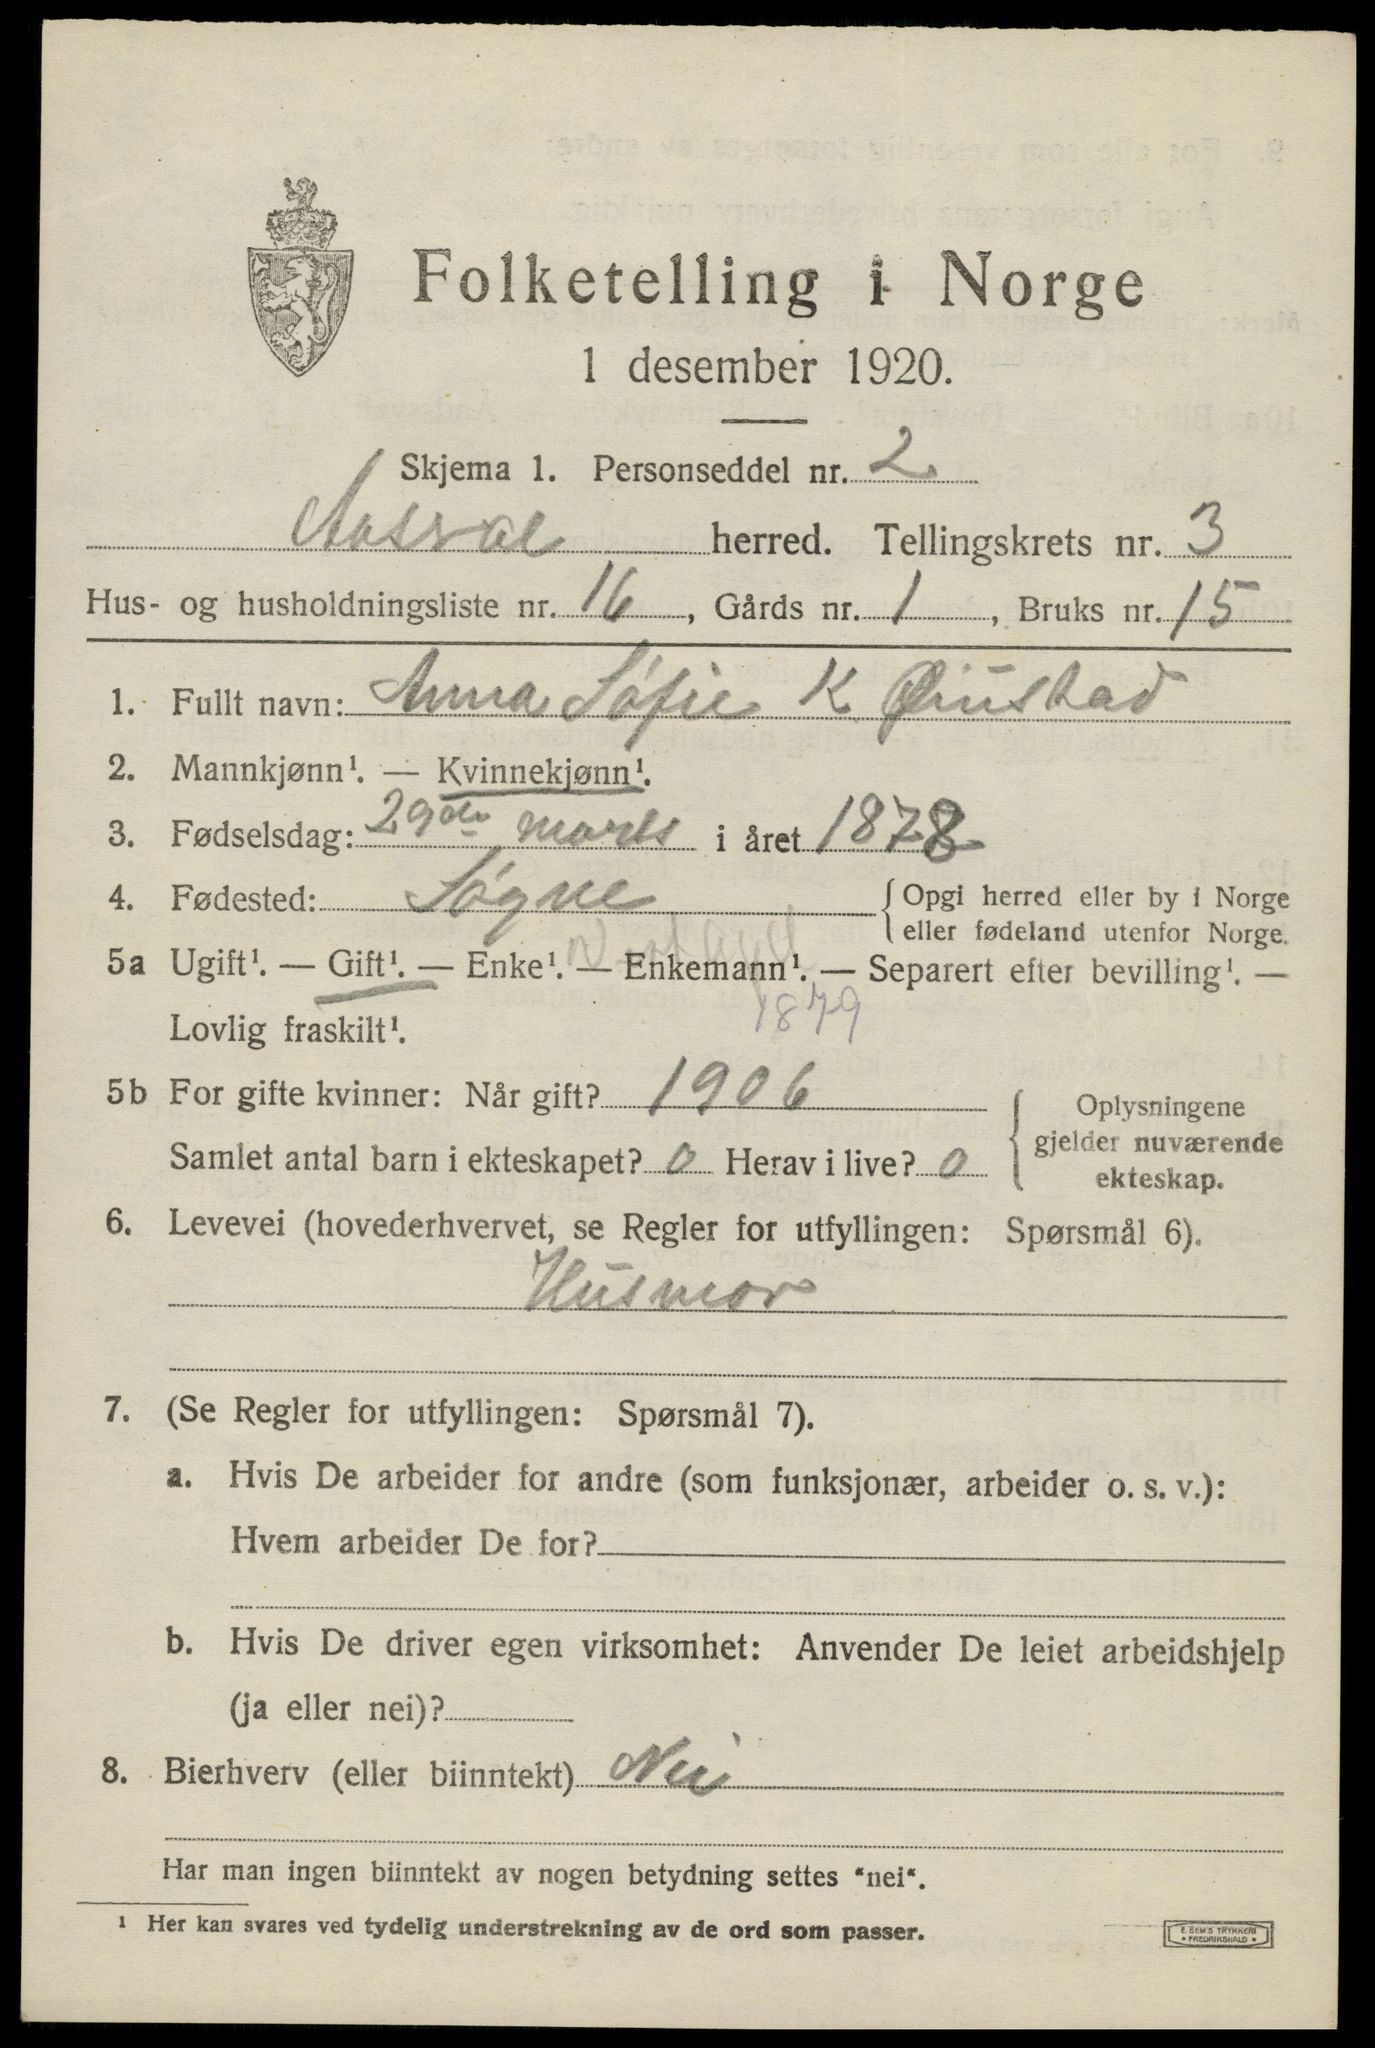 Folketelling i Norge
1 desember 1920.
Skjema 1. Personseddel nr. 2
herred. Tellingskrets nr. 3
Hus- og husholdningsliste nr. 16, Gårds nr. 1, Bruks nr. 15
1. Fullt navn: Anna Sófie K Øiustad
2. Mannkjønn¹. — Kvinnekjønn¹.
3. Fødselsdag: 29de marts i året 1878
4. Fødested: Søgne {Opgi herred eller by i Norge
eller fødeland utenfor Norge.
5a Ugift¹. — Gift¹. — Enke¹. — Enkemann¹. — Separert efter bevilling¹. —
1879
Lovlig fraskilt¹.
5b For gifte kvinner: Når gift? 1906
Samlet antal barn i ekteskapet? 0 Herav i live? 0
{Oplysningene
gjelder nuværende
ekteskap.
6. Levevei (hovederhvervet, se Regler for utfyllingen: Spørsmål 6).
Husmor
7. (Se Regler for utfyllingen: Spørsmål 7).
a. Hvis De arbeider for andre (som funksjonær, arbeider o. s. v.):
Hvem arbeider De for?
b. Hvis De driver egen virksomhet: Anvender De leiet arbeidshjelp
(ja eller nei)?
8. Bierhverv (eller biinntekt) Nei
Har man ingen biinntekt av nogen betydning settes "nei".
¹ Her kan svares ved tydelig understrekning av de ord som passer.
E. SEM'S TRYKKERI
* FREDRIKSHALD *